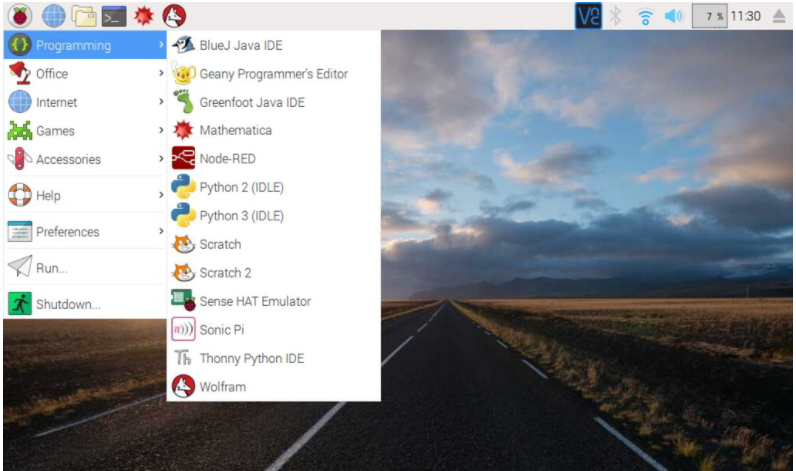 7 %
11:30
Programming
Office
Internet
Games
Accessories
Help
Preferences
Run...
Shutdown...
BlueJ Java IDE
Geany Programmer's Editor
Greenfoot Java IDE
Mathematica
Node-RED
Python 2 (IDLE)
Python 3 (IDLE)
Scratch
Scratch 2
Sense HAT Emulator
Sonic Pi
Th Thonny Python IDE
Wolfram